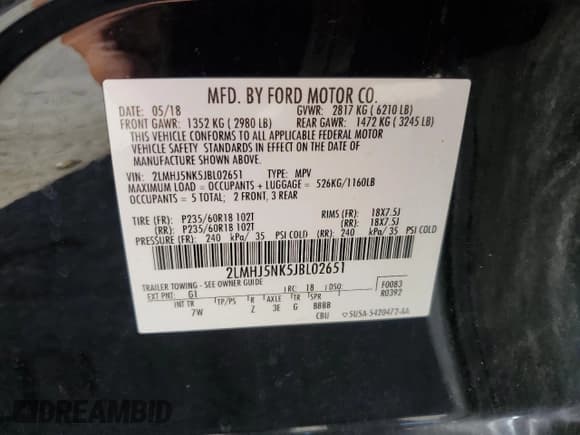 MFD. BY FORD MOTOR CO.
DATE: 05/18 GVWR: 2817 KG ( 6210 LB)
FRONT GAWR: 1352 KG ( 2980 LB) REAR GAWR: 1472 KG ( 3245 LB)
THIS VEHICLE CONFORMS TO ALL APPLICABLE FEDERAL MOTOR
VEHICLE SAFETY STANDARDS IN EFFECT ON THE DATE OF
MANUFACTURE SHOWN ABOVE.
VIN: 2LMHJ5NK5JBL02651 TYPE: MPV
MAXIMUM LOAD = OCCUPANTS + LUGGAGE = 526KG/1160LB
OCCUPANTS = 5 TOTAL; 2 FRONT, 3 REAR
TIRE (FR): P235/60R18 102T RIMS (FR): 18X7.5J
(RR): P235/60R18 102T (RR): 18X7.5J
PRESSURE (FR): 240 kPa/ 35 PSI COLD (RR): 240 kPa/ 35 PSI COLD
2LMHJ5NK5JBL02651
TRAILER TOWING - SEE OWNER GUIDE
EXT PNT: G1 RC: 18 DSO: F0083
R0392
INT TR TP/PS R AXLE TR SPR
7W Z 3E G BBBB
CBU 5U5A-5420472-AA
DREAMBID